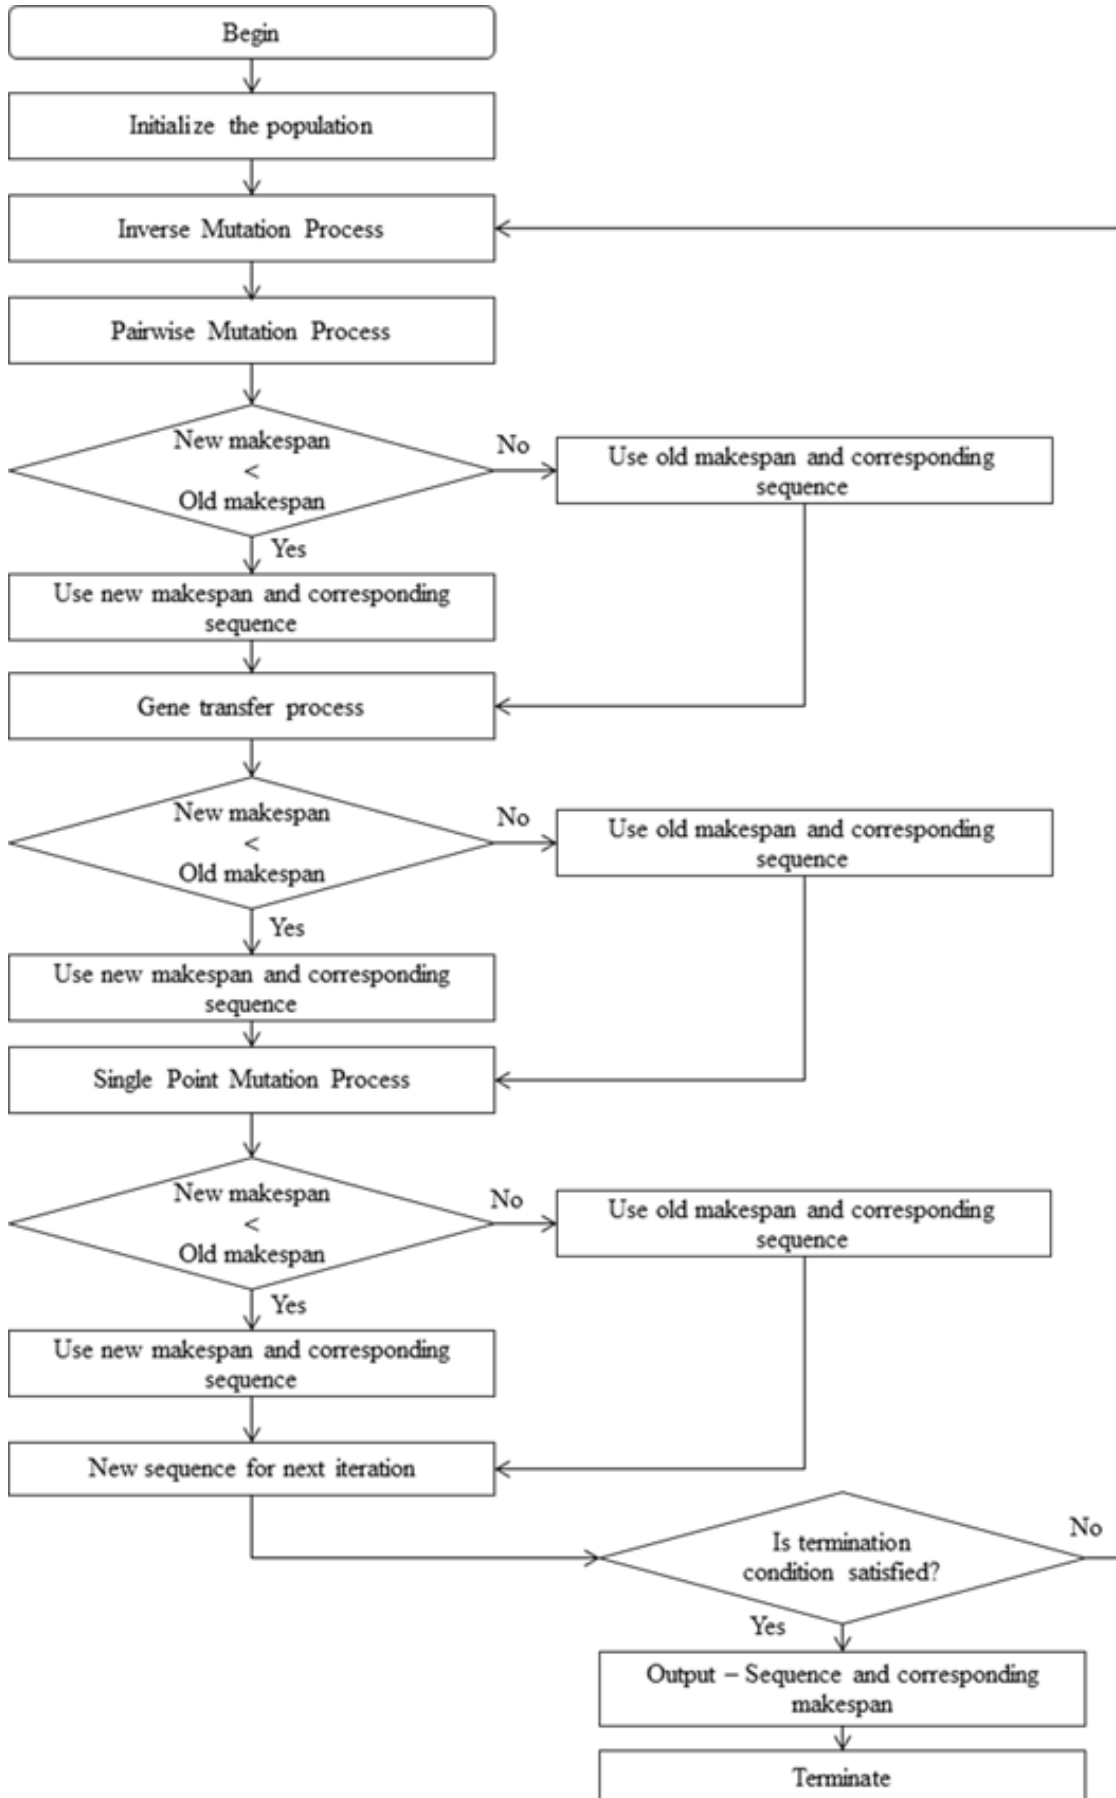 Begin
Initialize the population
Inverse Mutation Process
Pairwise Mutation Process
New makespan
<
Old makespan
No
Use old makespan and corresponding
sequence
Yes
Use new makespan and corresponding
sequence
Gene transfer process
New makespan
<
Old makespan
No
Use old makespan and corresponding
sequence
Yes
Use new makespan and corresponding
sequence
Single Point Mutation Process
New makespan
<
Old makespan
No
Use old makespan and corresponding
sequence
Yes
Use new makespan and corresponding
sequence
New sequence for next iteration
Is termination
condition satisfied?
No
Yes
Output – Sequence and corresponding
makespan
Terminate